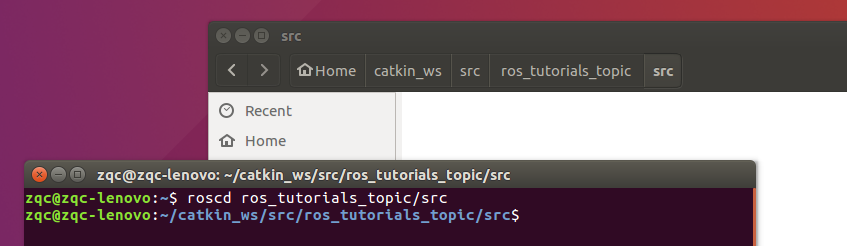 src
Home catkin_ws src ros_tutorials_topic src
Recent
Home
zqc@zqc-lenovo: ~/catkin_ws/src/ros_tutorials_topic/src
zqc@zqc-lenovo:~$ roscd ros_tutorials_topic/src
zqc@zqc-lenovo:~/catkin_ws/src/ros_tutorials_topic/src$